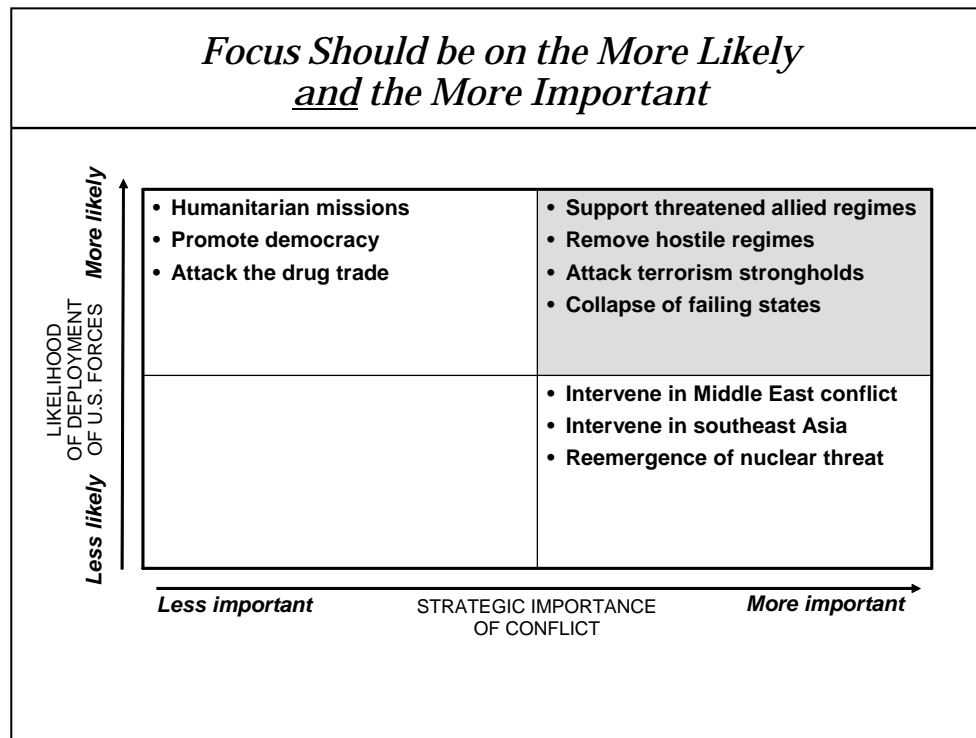 Focus Should be on the More Likely
and the More Important
More likely
LIKELIHOOD
OF DEPLOYMENT
OF U.S. FORCES
Less likely
• Humanitarian missions
• Promote democracy
• Attack the drug trade
• Support threatened allied regimes
• Remove hostile regimes
• Attack terrorism strongholds
• Collapse of failing states
• Intervene in Middle East conflict
• Intervene in southeast Asia
• Reemergence of nuclear threat
Less important
STRATEGIC IMPORTANCE
OF CONFLICT
More important